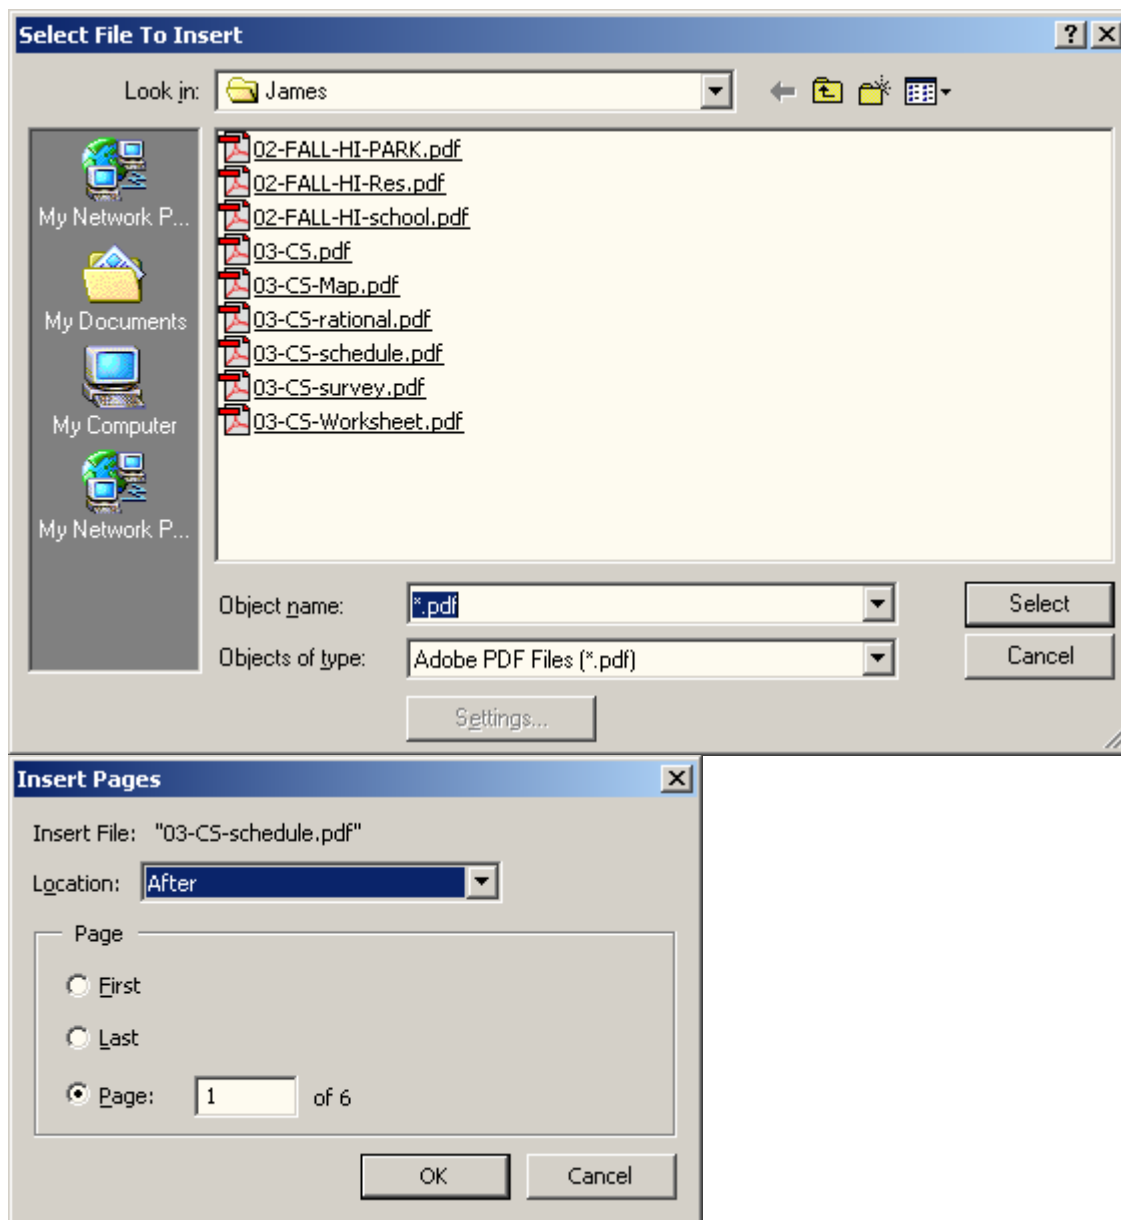 Select File To Insert
Look in: James
My Network P...
My Documents
My Computer
My Network P...
02-FALL-HI-PARK.pdf
02-FALL-HI-Res.pdf
02-FALL-HI-school.pdf
03-CS.pdf
03-CS-Map.pdf
03-CS-rational.pdf
03-CS-schedule.pdf
03-CS-survey.pdf
03-CS-Worksheet.pdf
Object name: *.pdf Select
Objects of type: Adobe PDF Files (*.pdf) Cancel
Settings...
Insert Pages
Insert File: "03-CS-schedule.pdf"
Location: After
Page
First
Last
Page: 1 of 6
OK Cancel